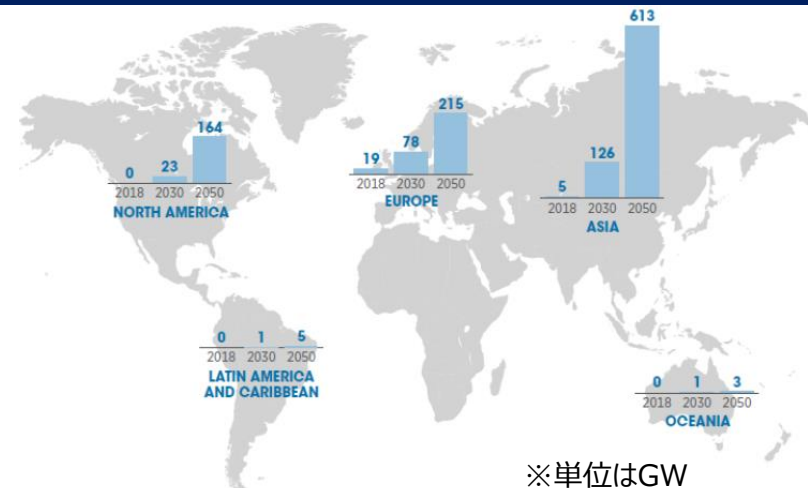 0 23 164
2018 2030 2050
NORTH AMERICA
19 78 215
2018 2030 2050
EUROPE
5 126 613
2018 2030 2050
ASIA
0 1 5
2018 2030 2050
LATIN AMERICA
AND CARIBBEAN
0 1 3
2018 2030 2050
OCEANIA
※単位はGW